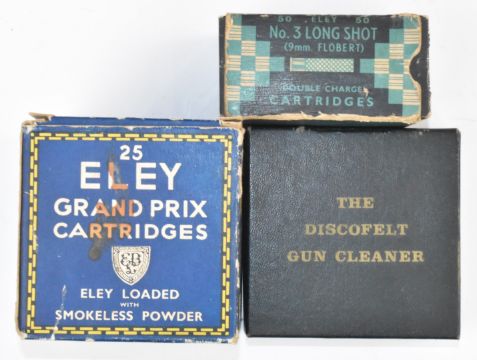 50 ELEY 50
No. 3 LONG SHOT
(9mm. FLOBERT)
DOUBLE CHARGE
CARTRIDGES
25
ELEY
GRAND PRIX
CARTRIDGES
ELEY LOADED
WITH
SMOKELESS POWDER
THE
DISCOFELT
GUN CLEANER